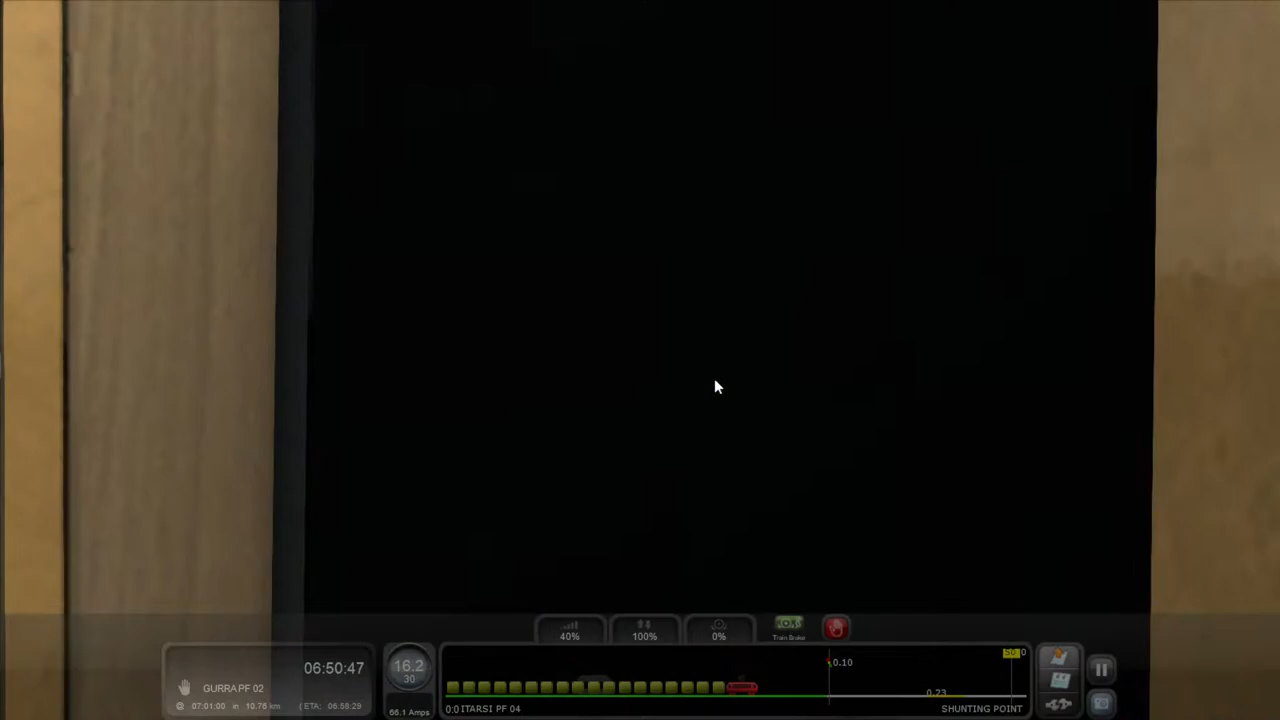 40%
100%
0%
Train Brake
06:50:47
GURRA PF 02
@ 07:01:00 in 10.76 km ( ETA: 06:58:29
16.2
30
66.1 Amps
0.10
50
0
0.23
0:0 ITARSI PF 04
SHUNTING POINT